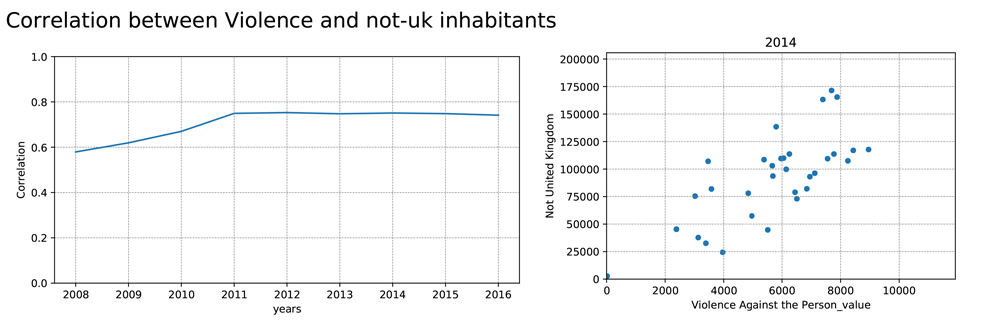 Correlation between Violence and not-uk inhabitants
1.0
0.8
0.6
0.4
0.2
0.0
Correlation
2008 2009 2010 2011 2012 2013 2014 2015 2016
years
2014
200000
175000
150000
125000
100000
75000
50000
25000
0
Not United Kingdom
0 2000 4000 6000 8000 10000
Violence Against the Person_value